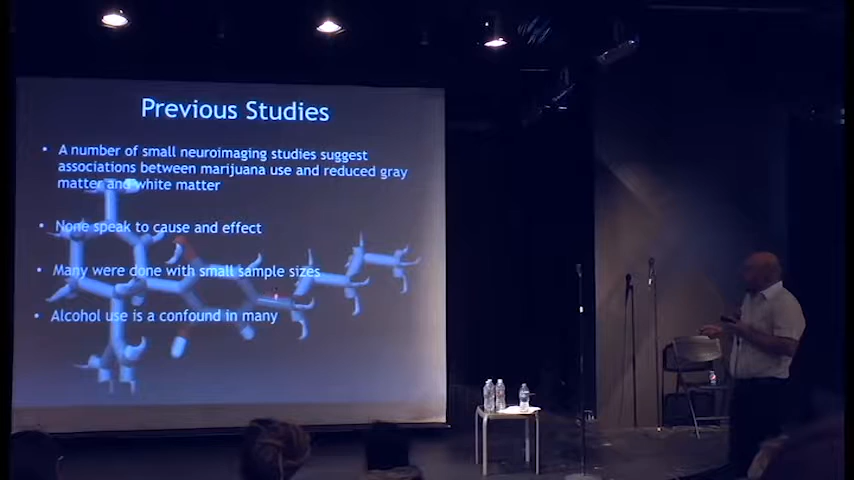 Previous Studies
• A number of small neuroimaging studies suggest
associations between marijuana use and reduced gray
matter and white matter
• None speak to cause and effect
• Many were done with small sample sizes
• Alcohol use is a confound in many